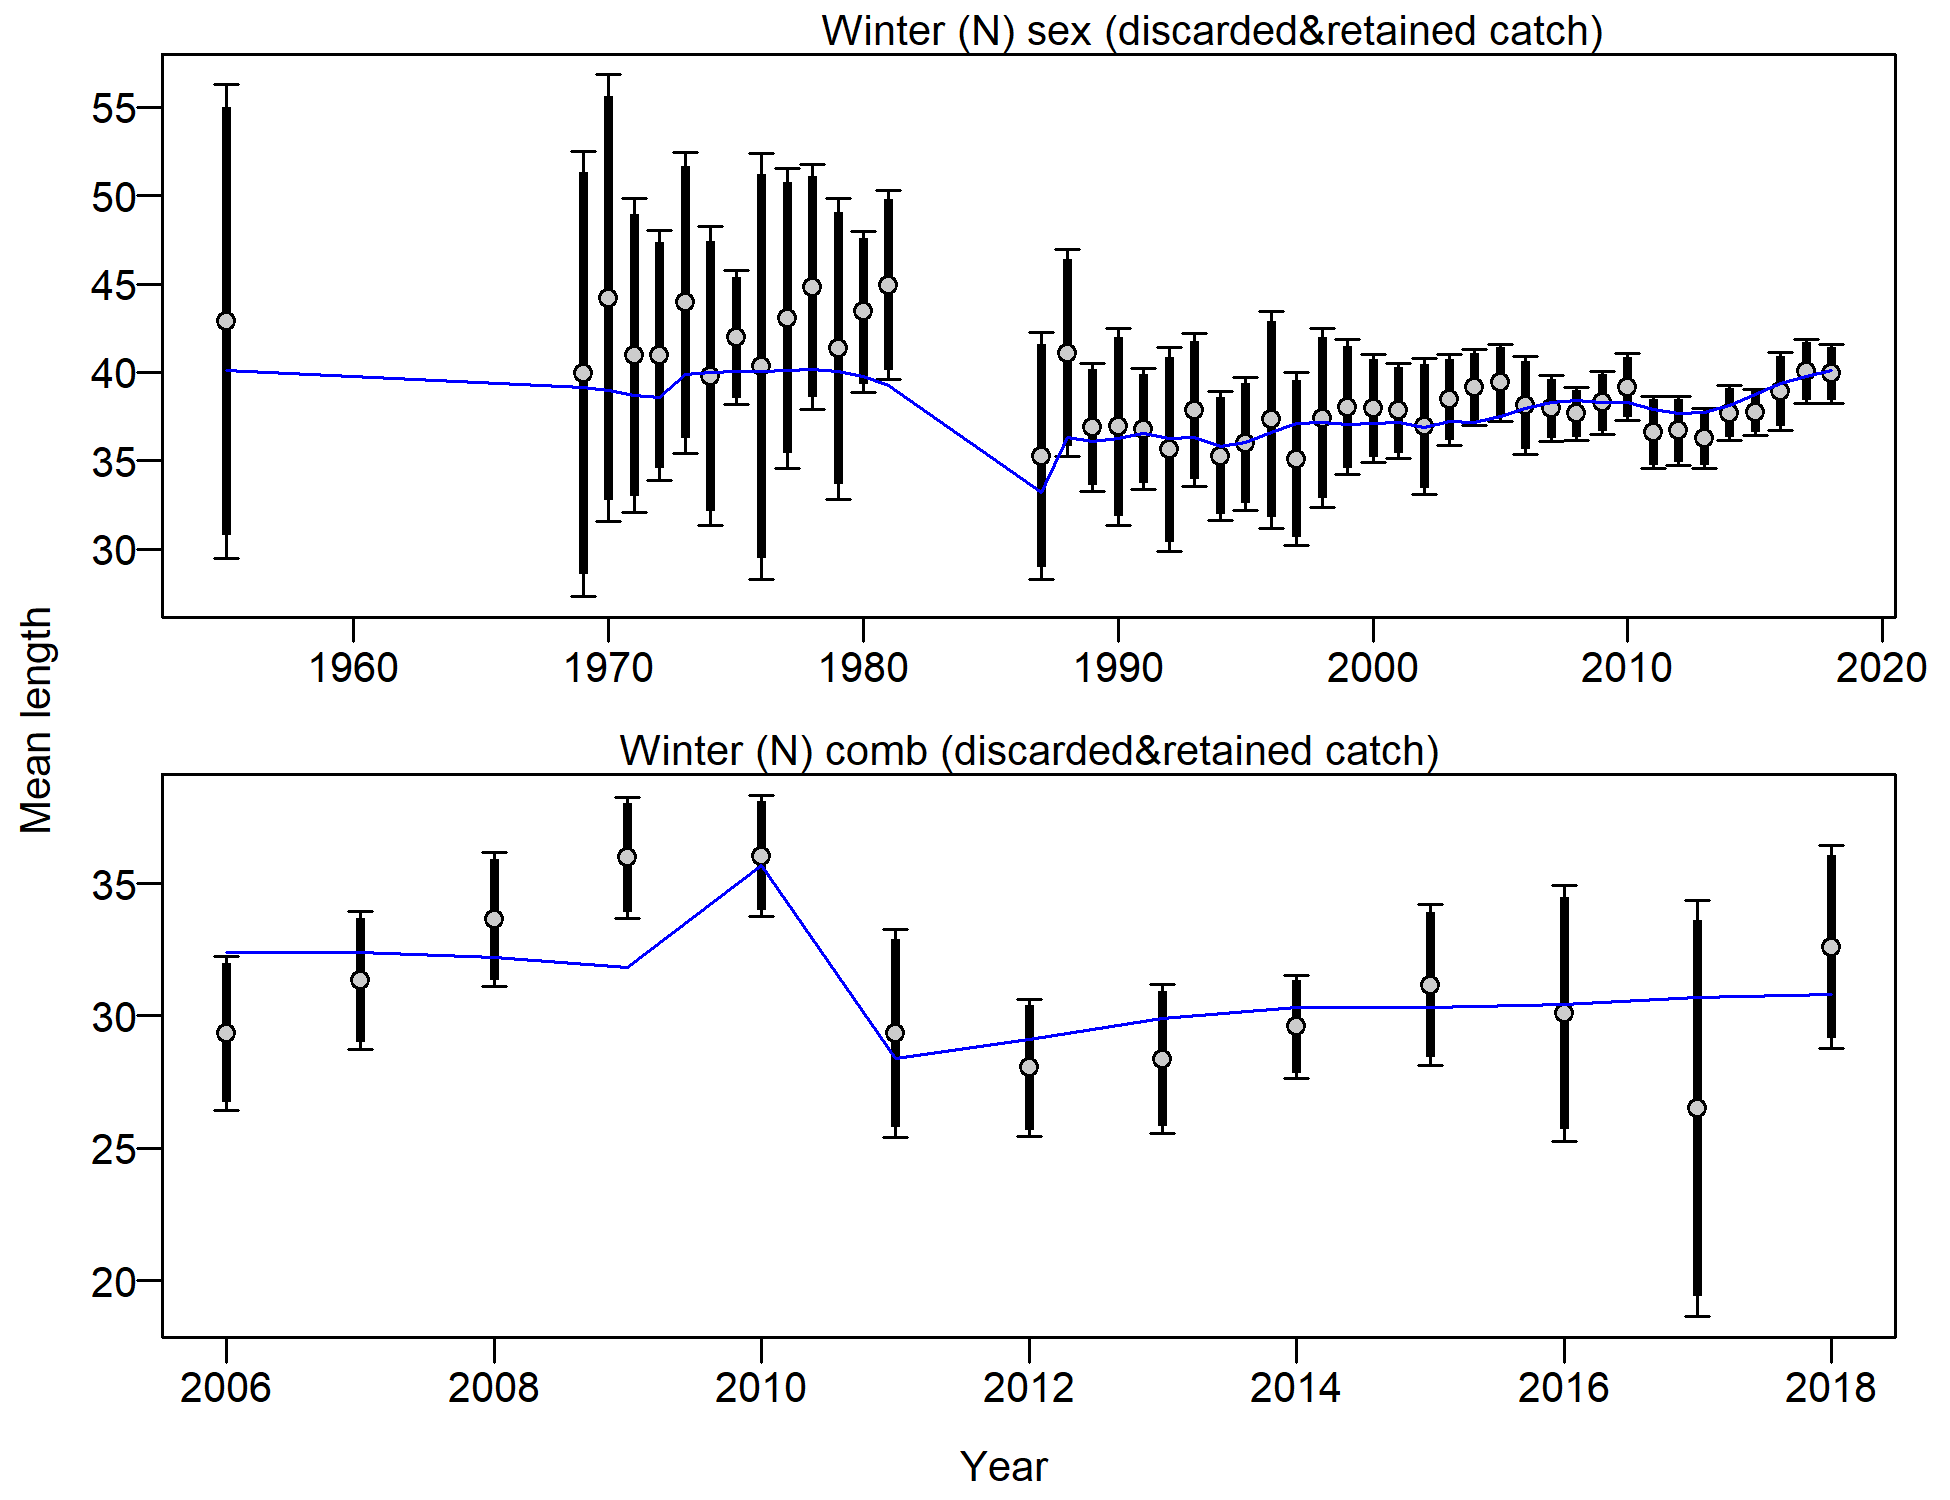 Winter (N) sex (discarded&retained catch)
55
50
45
40
35
30
1960 1970 1980 1990 2000 2010 2020
Mean length
Winter (N) comb (discarded&retained catch)
35
30
25
20
2006 2008 2010 2012 2014 2016 2018
Year